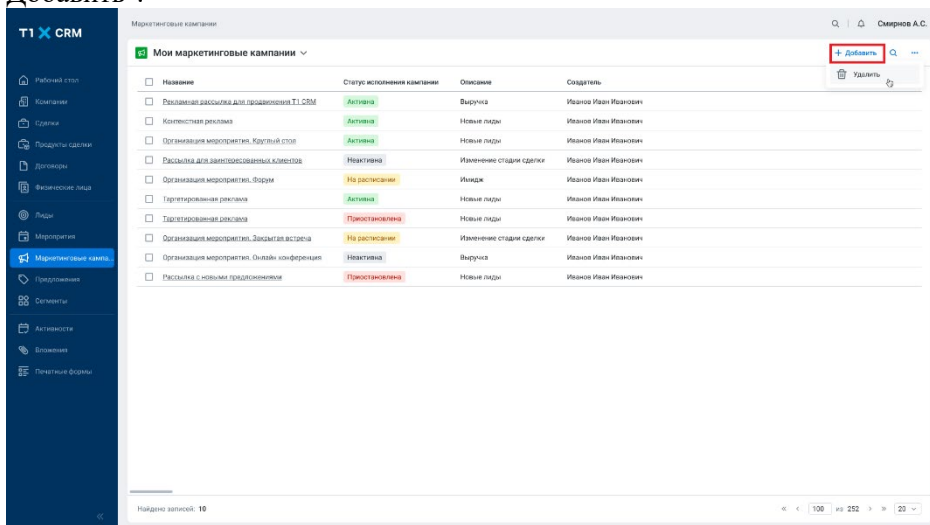 Добавить".
T1 CRM
Маркетинговые кампании
Смирнов А.С.
Мои маркетинговые кампании
+ Добавить
Удалить
Рабочий стол
Компании
Сделки
Продукты сделки
Договоры
Физические лица
Лиды
Мероприятия
Маркетинговые кампа...
Предложения
Сегменты
Активности
Вложения
Печатные формы
Название Статус исполнения кампании Описание Создатель
Рекламная рассылка для продвижения T1 CRM Активна Выручка Иванов Иван Иванович
Контекстная реклама Активна Новые лиды Иванов Иван Иванович
Организация мероприятия. Круглый стол Активна Новые лиды Иванов Иван Иванович
Рассылка для заинтересованных клиентов Неактивна Изменение стадии сделки Иванов Иван Иванович
Организация мероприятия. Форум На расписании Имидж Иванов Иван Иванович
Таргетированная реклама Активна Новые лиды Иванов Иван Иванович
Таргетированная реклама Приостановлена Новые лиды Иванов Иван Иванович
Организация мероприятия. Закрытая встреча На расписании Изменение стадии сделки Иванов Иван Иванович
Организация мероприятия. Онлайн конференция Неактивна Выручка Иванов Иван Иванович
Рассылка с новыми предложениями Приостановлена Новые лиды Иванов Иван Иванович
Найдено записей: 10
« ‹ 100 из 252 › » 20